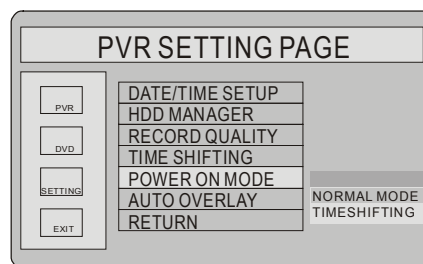 PVR SETTING PAGE
PVR
DVD
SETTING
EXIT
DATE/TIME SETUP
HDD MANAGER
RECORD QUALITY
TIME SHIFTING
POWER ON MODE
AUTO OVERLAY
RETURN
NORMAL MODE
TIMESHIFTING